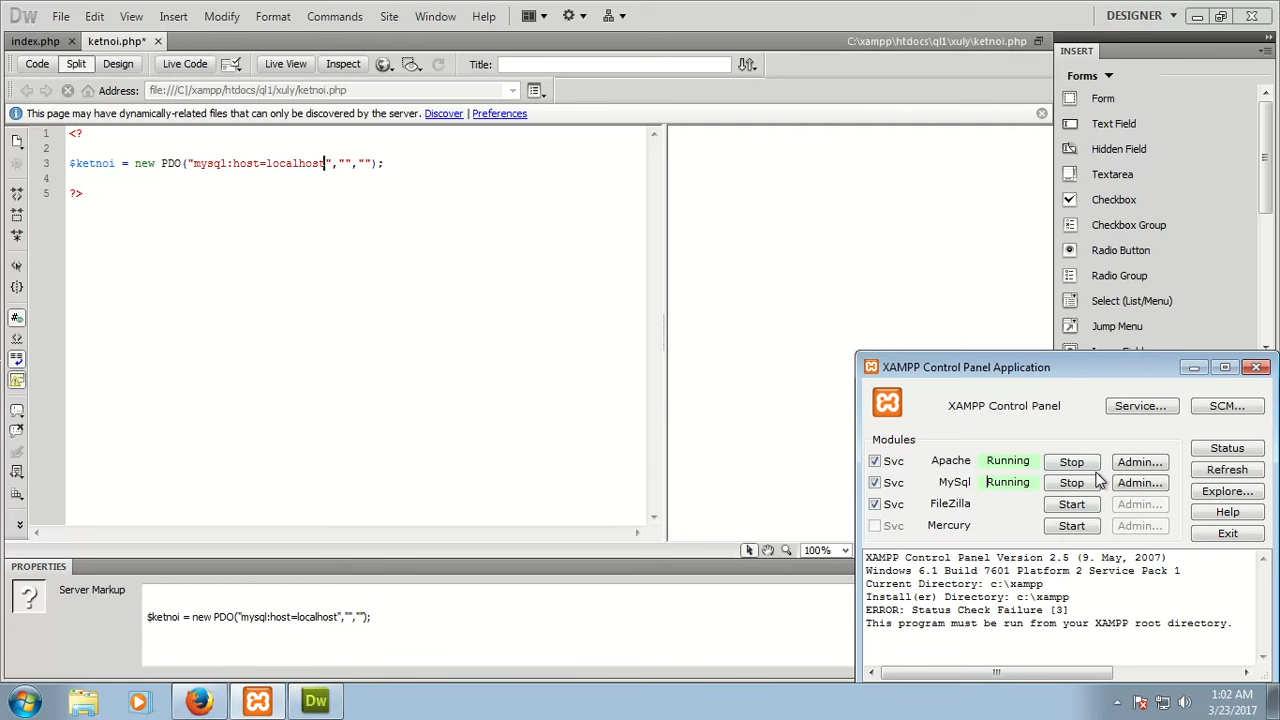 Dw File Edit View Insert Modify Format Commands Site Window Help DESIGNER
index.php × ketnoi.php* × C:\xampp\htdocs\ql1\xuly\ketnoi.php
Code Split Design Live Code Live View Inspect Title:
Address: file:///C|/xampp/htdocs/ql1/xuly/ketnoi.php
This page may have dynamically-related files that can only be discovered by the server. Discover | Preferences
1 <?
2
3 $ketnoi = new PDO("mysql:host=localhost","","");
4
5 ?>
100%
INSERT
Forms
Form
Text Field
Hidden Field
Textarea
Checkbox
Checkbox Group
Radio Button
Radio Group
Select (List/Menu)
Jump Menu
PROPERTIES
Server Markup
$ketnoi = new PDO("mysql:host=localhost","","");
XAMPP Control Panel Application
XAMPP Control Panel Service... SCM...
Modules
Svc Apache Running Stop Admin...
Svc MySql Running Stop Admin...
Svc FileZilla Start Admin...
Svc Mercury Start Admin...
Status
Refresh
Explore...
Help
Exit
XAMPP Control Panel Version 2.5 (9. May, 2007)
Windows 6.1 Build 7601 Platform 2 Service Pack 1
Current Directory: c:\xampp
Install(er) Directory: c:\xampp
ERROR: Status Check Failure [3]
This program must be run from your XAMPP root directory.
Dw
1:02 AM
3/23/2017